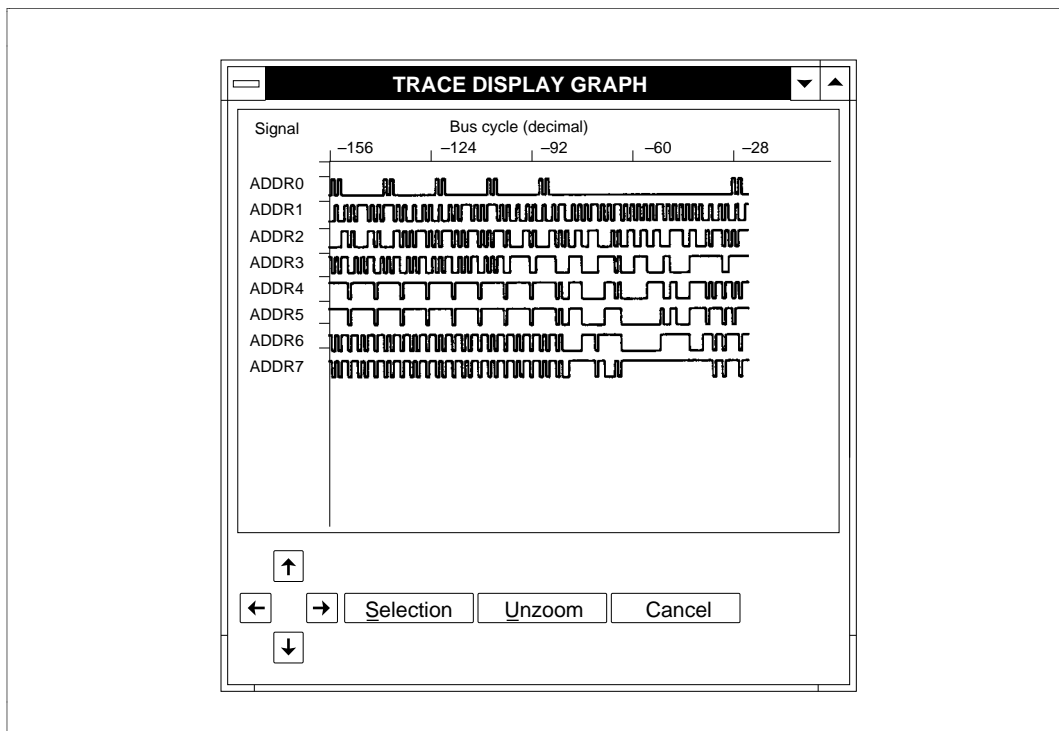 TRACE DISPLAY GRAPH
Signal Bus cycle (decimal)
–156 –124 –92 –60 –28
ADDR0
ADDR1
ADDR2
ADDR3
ADDR4
ADDR5
ADDR6
ADDR7
Selection Unzoom Cancel